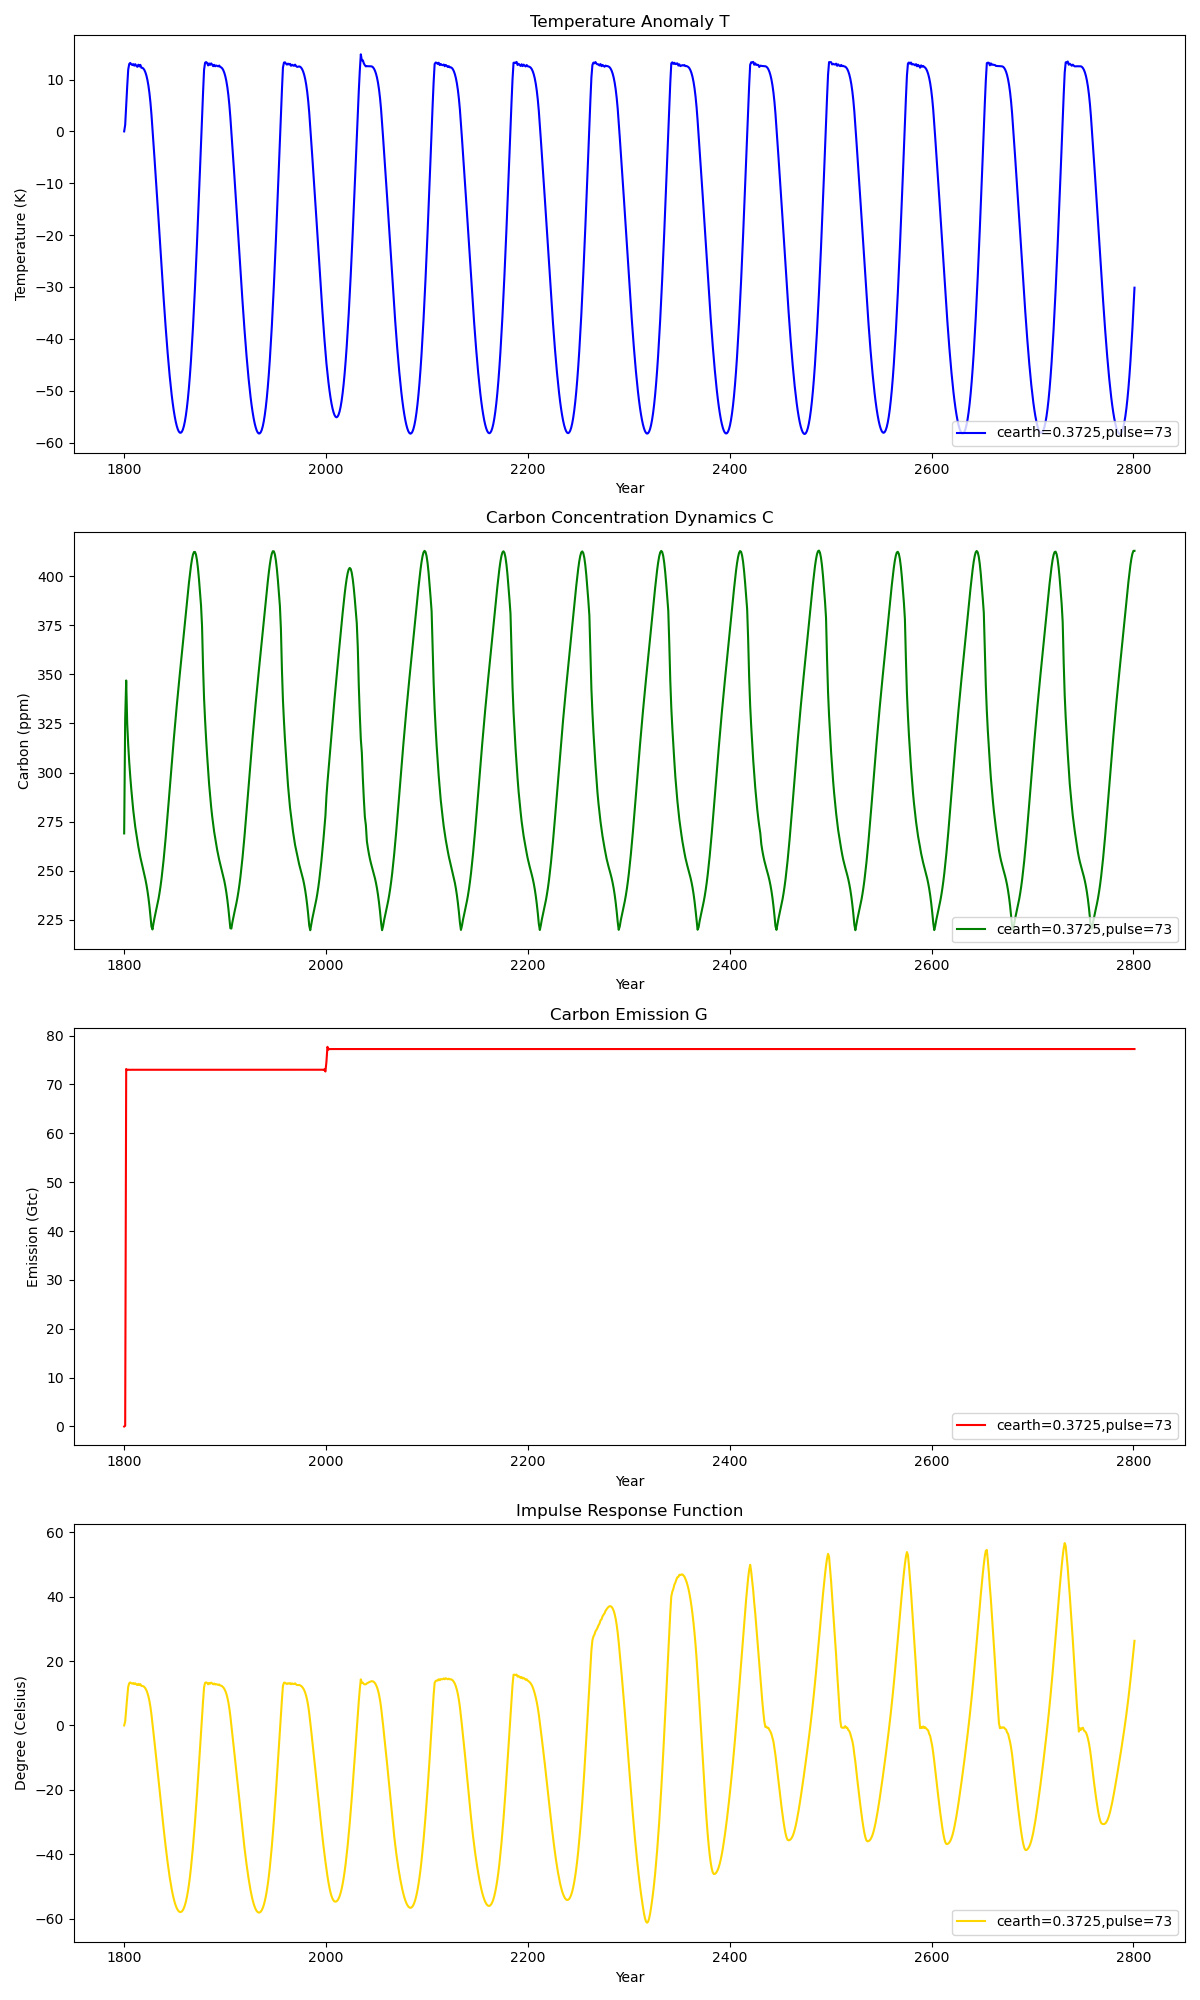 Temperature Anomaly T
10
0
−10
−20
−30
−40
−50
−60
Temperature (K)
cearth=0.3725,pulse=73
1800 2000 2200 2400 2600 2800
Year
Carbon Concentration Dynamics C
400
375
350
325
300
275
250
225
Carbon (ppm)
cearth=0.3725,pulse=73
1800 2000 2200 2400 2600 2800
Year
Carbon Emission G
80
70
60
50
40
30
20
10
0
Emission (Gtc)
cearth=0.3725,pulse=73
1800 2000 2200 2400 2600 2800
Year
Impulse Response Function
60
40
20
0
−20
−40
−60
Degree (Celsius)
cearth=0.3725,pulse=73
1800 2000 2200 2400 2600 2800
Year